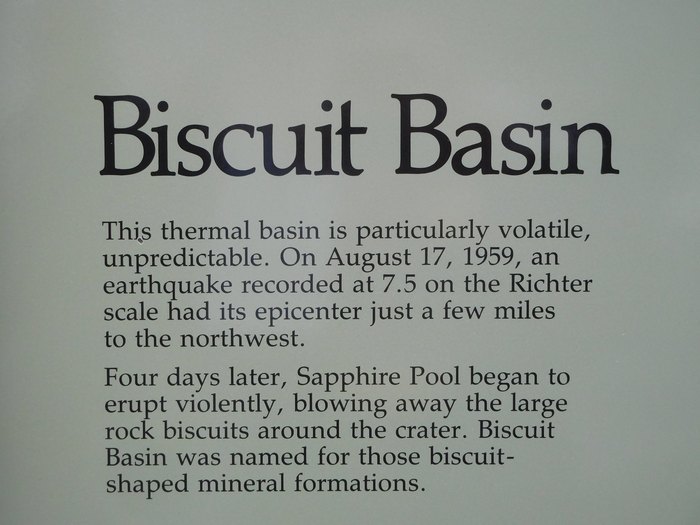 Biscuit Basin
This thermal basin is particularly volatile,
unpredictable. On August 17, 1959, an
earthquake recorded at 7.5 on the Richter
scale had its epicenter just a few miles
to the northwest.
Four days later, Sapphire Pool began to
erupt violently, blowing away the large
rock biscuits around the crater. Biscuit
Basin was named for those biscuit-
shaped mineral formations.